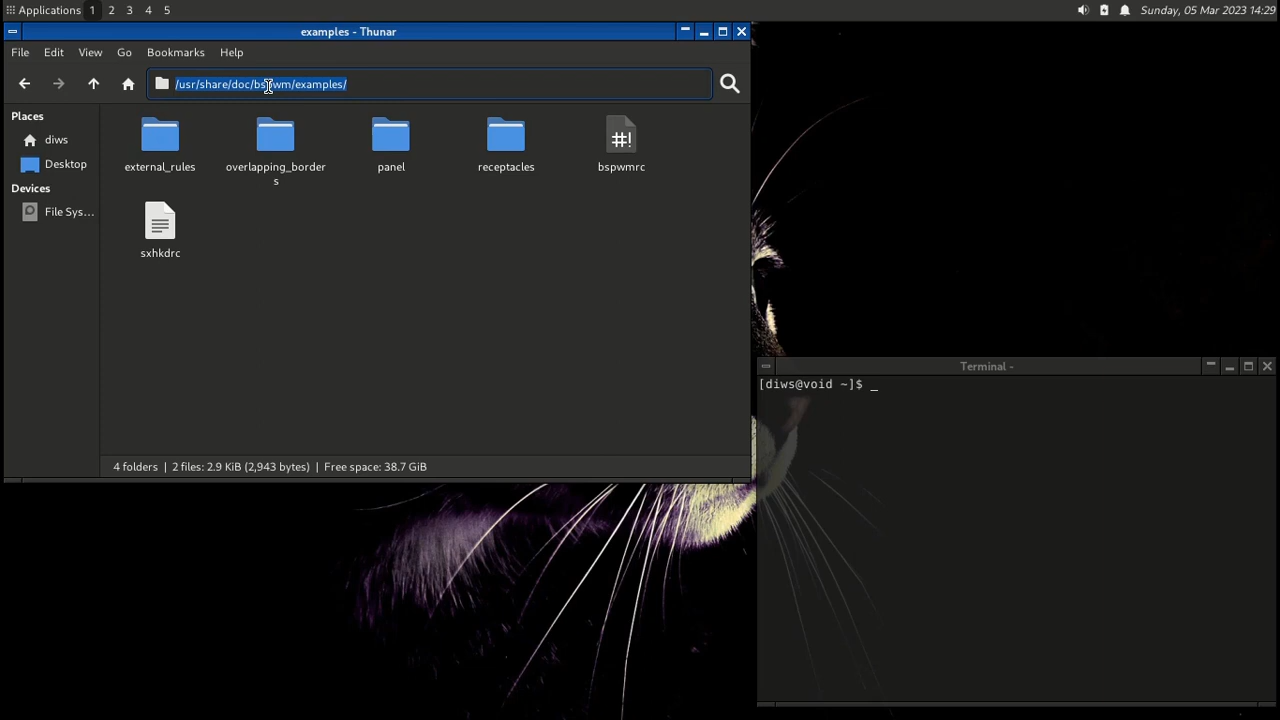 Applications 1 2 3 4 5 Sunday, 05 Mar 2023 14:29
examples - Thunar
File Edit View Go Bookmarks Help
/usr/share/doc/bspwm/examples/
Places
diws
Desktop
Devices
File Sys...
external_rules
overlapping_border
s
panel
receptacles
#!
bspwmrc
sxhkdrc
4 folders | 2 files: 2.9 KiB (2,943 bytes) | Free space: 38.7 GiB
Terminal -
[diws@void ~]$ _